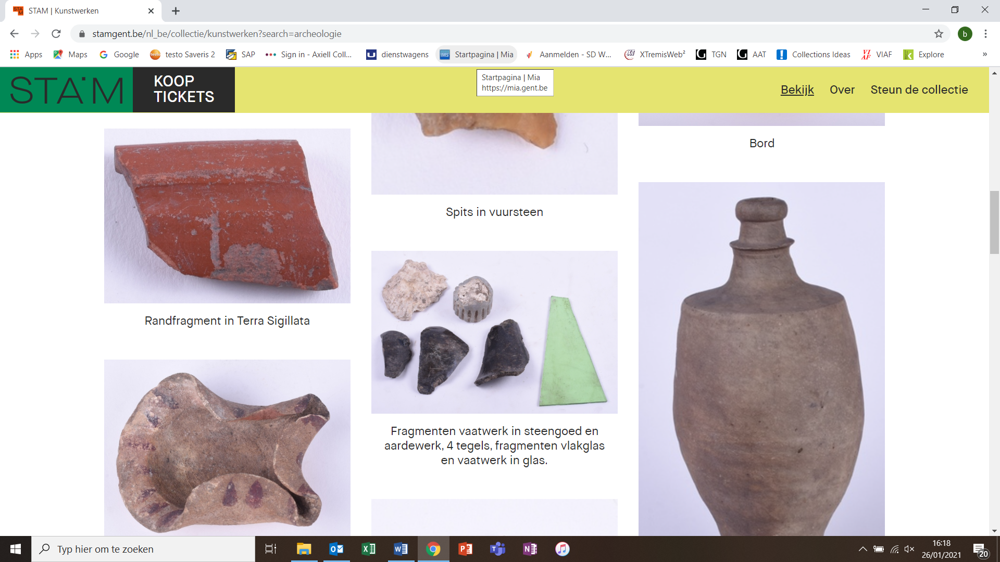 STAM | Kunstwerken
stamgent.be/nl_be/collectie/kunstwerken?search=archeologie
b
Apps
Maps
Google
testo Saveris 2
SAP
Sign in - Axiell Coll...
dienstwagens
Startpagina | Mia
Aanmelden - SD W...
XTremisWeb²
TGN
AAT
Collections Ideas
VIAF
Explore
»
STAM
KOOP
TICKETS
Startpagina | Mia
https://mia.gent.be
Bekijk
Over
Steun de collectie
Bord
Spits in vuursteen
Randfragment in Terra Sigillata
Fragmenten vaatwerk in steengoed en
aardewerk, 4 tegels, fragmenten vlakglas
en vaatwerk in glas.
Typ hier om te zoeken
16:18
26/01/2021
20